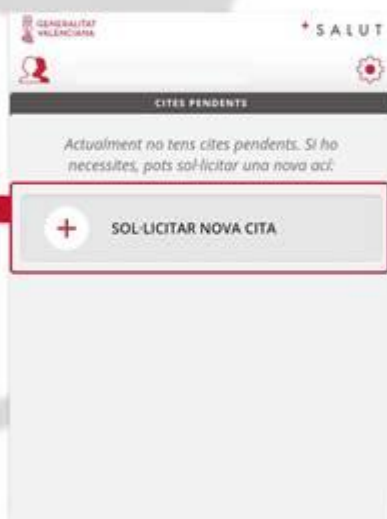 GENERALITAT
VALENCIANA
+SALUT
CITES PENDENTS
Actualment no tens cites pendents. Si ho
necessites, pots sol·licitar una nova ací:
+ SOL·LICITAR NOVA CITA